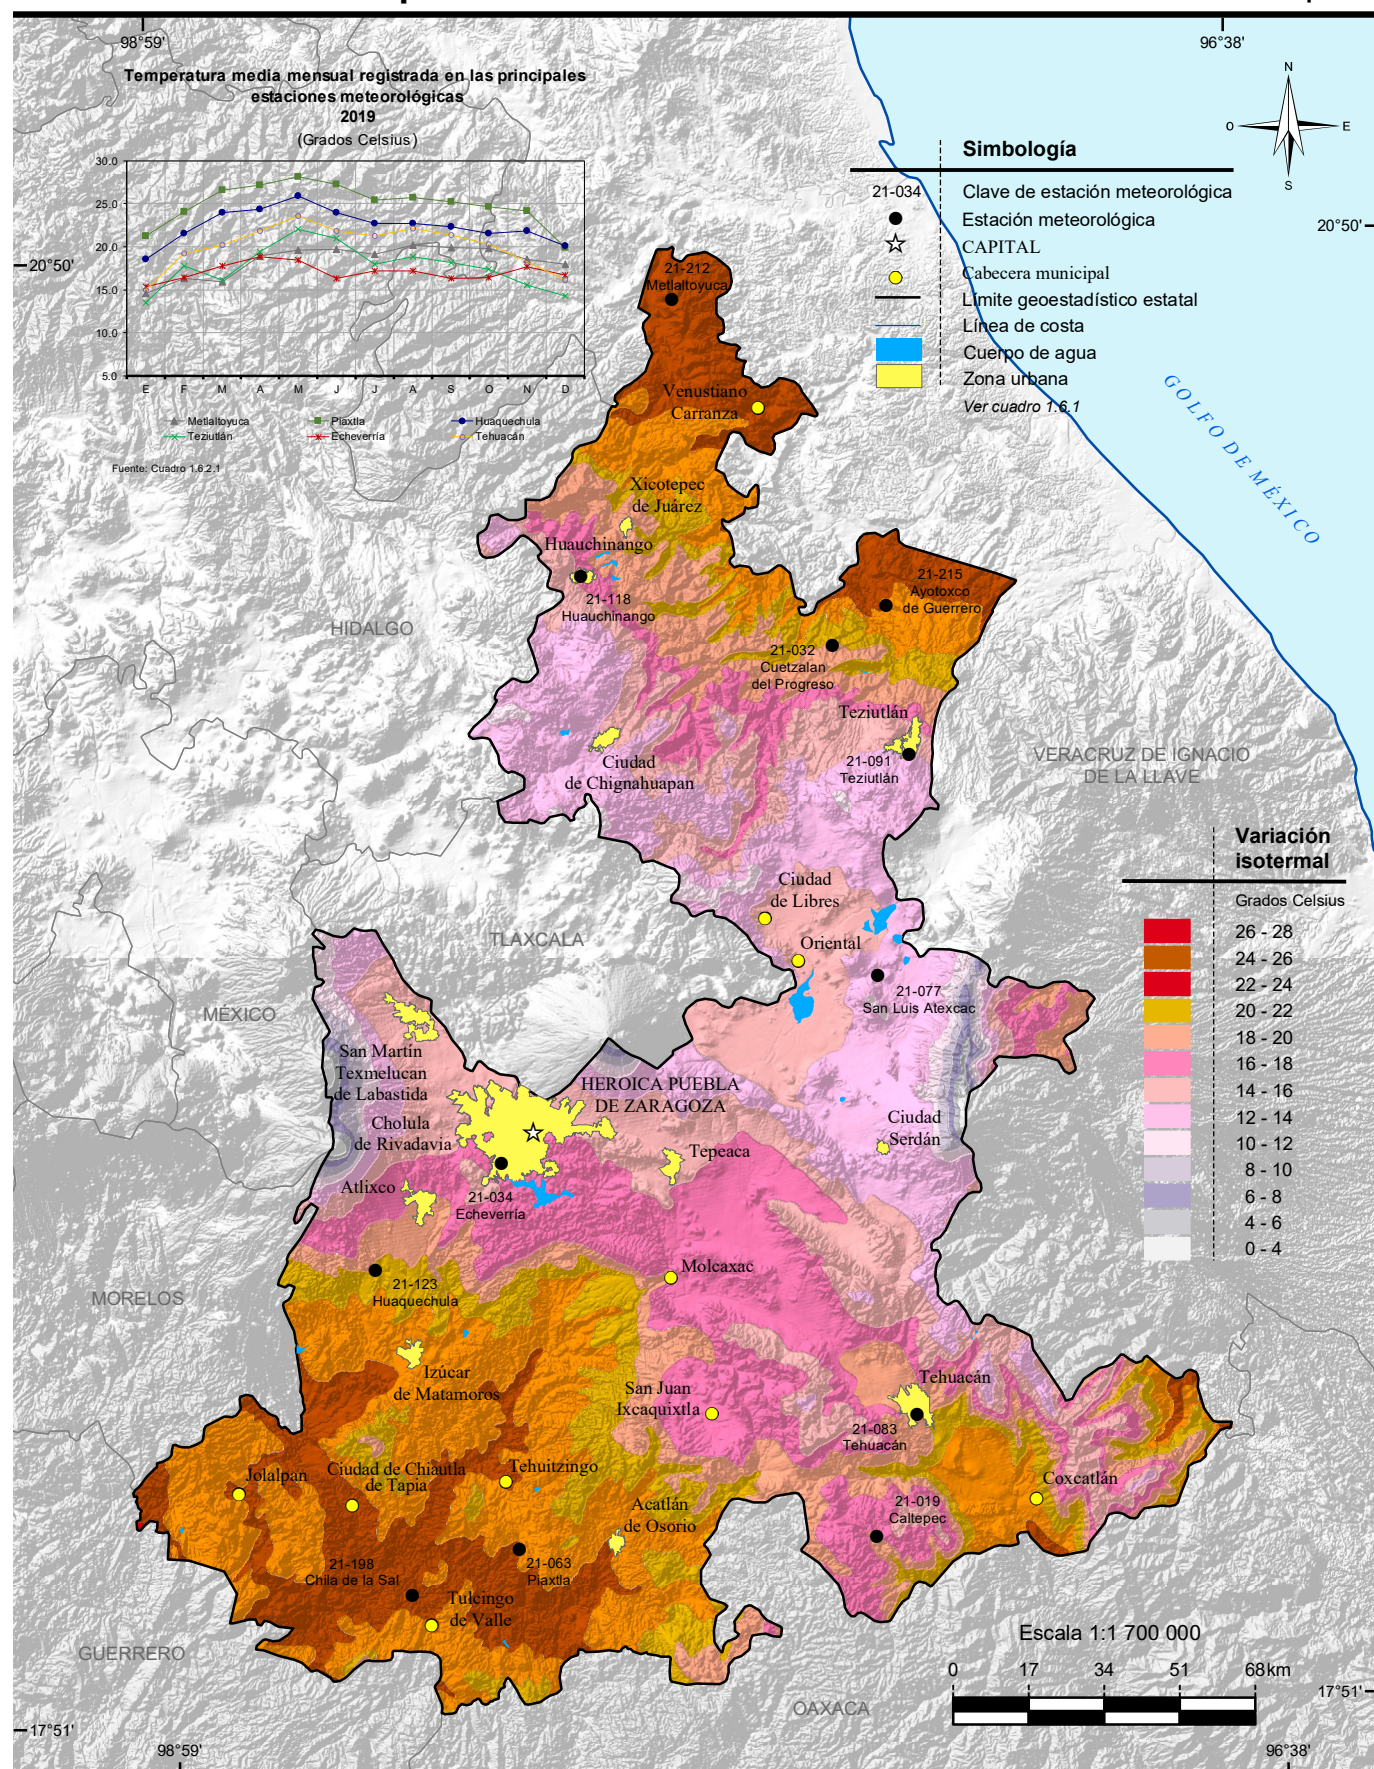 98°59'
96°38'
Temperatura media mensual registrada en las principales
estaciones meteorológicas
2019
(Grados Celsius)
30.0
25.0
20.0
15.0
10.0
5.0
E F M A M J J A S O N D
Metlaltoyuca
Piaxtla
Huaquechula
Teziutlán
Echeverría
Tehuacán
Fuente: Cuadro 1.6.2.1
N
O
E
S
Simbología
21-034
Clave de estación meteorológica
Estación meteorológica
CAPITAL
Cabecera municipal
Límite geoestadístico estatal
Línea de costa
Cuerpo de agua
Zona urbana
Ver cuadro 1.6.1
20°50'
20°50'
GOLFO DE MÉXICO
21-212
Metlaltoyuca
Venustiano
Carranza
Xicotepec
de Juárez
Huauchinango
21-118
Huauchinango
21-215
Ayotoxco
de Guerrero
21-032
Cuetzalan
del Progreso
HIDALGO
Teziutlán
21-091
Teziutlán
VERACRUZ DE IGNACIO
DE LA LLAVE
Ciudad
de Chignahuapan
Variación
isotermal
Grados Celsius
26 - 28
24 - 26
22 - 24
20 - 22
18 - 20
16 - 18
14 - 16
12 - 14
10 - 12
8 - 10
6 - 8
4 - 6
0 - 4
Ciudad
de Libres
TLAXCALA
Oriental
21-077
San Luis Atexcac
MÉXICO
San Martín
Texmelucan
de Labastida
HEROICA PUEBLA
DE ZARAGOZA
Cholula
de Rivadavia
Ciudad
Serdán
Tepeaca
Atlixco
21-034
Echeverría
Molcaxac
21-123
Huaquechula
MORELOS
Izúcar
de Matamoros
San Juan
Ixcaquixtla
Tehuacán
21-083
Tehuacán
Jolalpan
Ciudad de Chiautla
de Tapia
Tehuitzingo
Coxcatlán
Acatlán
de Osorio
21-019
Caltepec
21-198
Chila de la Sal
21-063
Piaxtla
Tulcingo
de Valle
GUERRERO
Escala 1:1 700 000
0 17 34 51 68 km
OAXACA
17°51'
17°51'
98°59'
96°38'